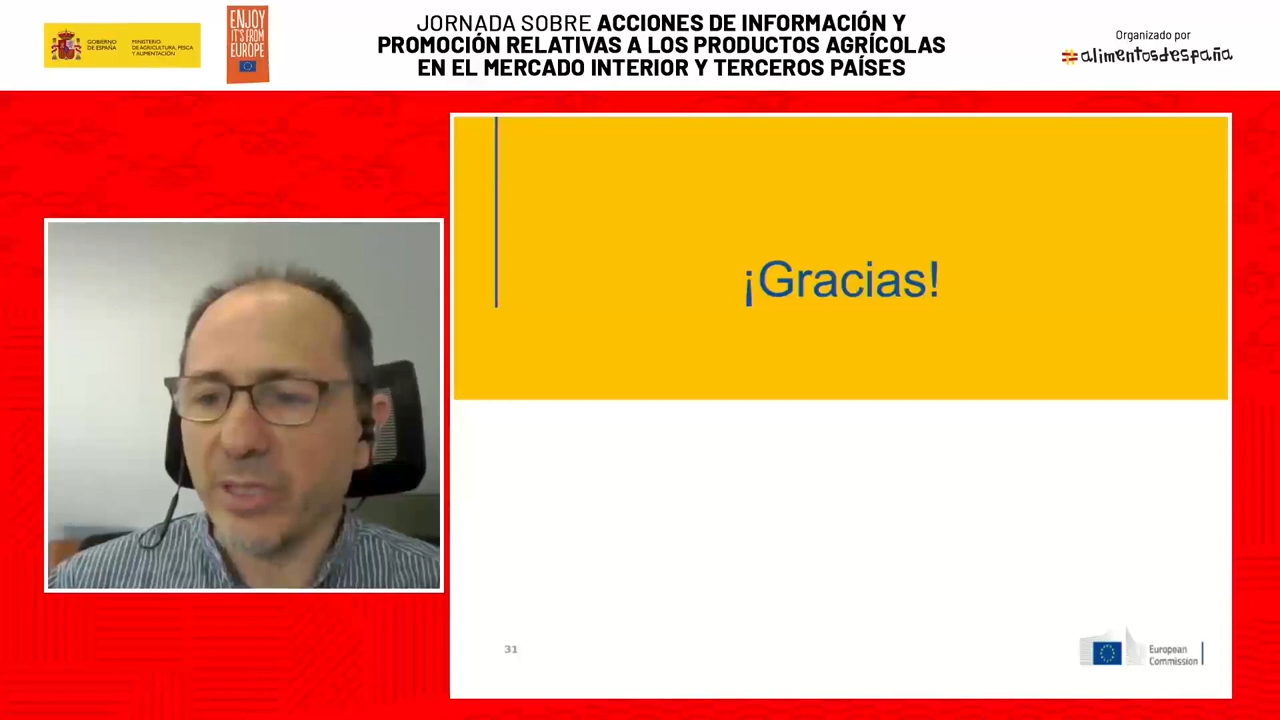 GOBIERNO
DE ESPAÑA
MINISTERIO
DE AGRICULTURA, PESCA
Y ALIMENTACIÓN
ENJOY
IT'S FROM
EUROPE
JORNADA SOBRE ACCIONES DE INFORMACIÓN Y
PROMOCIÓN RELATIVAS A LOS PRODUCTOS AGRÍCOLAS
EN EL MERCADO INTERIOR Y TERCEROS PAÍSES
Organizado por
#alimentosdespaña
¡Gracias!
31
European
Commission